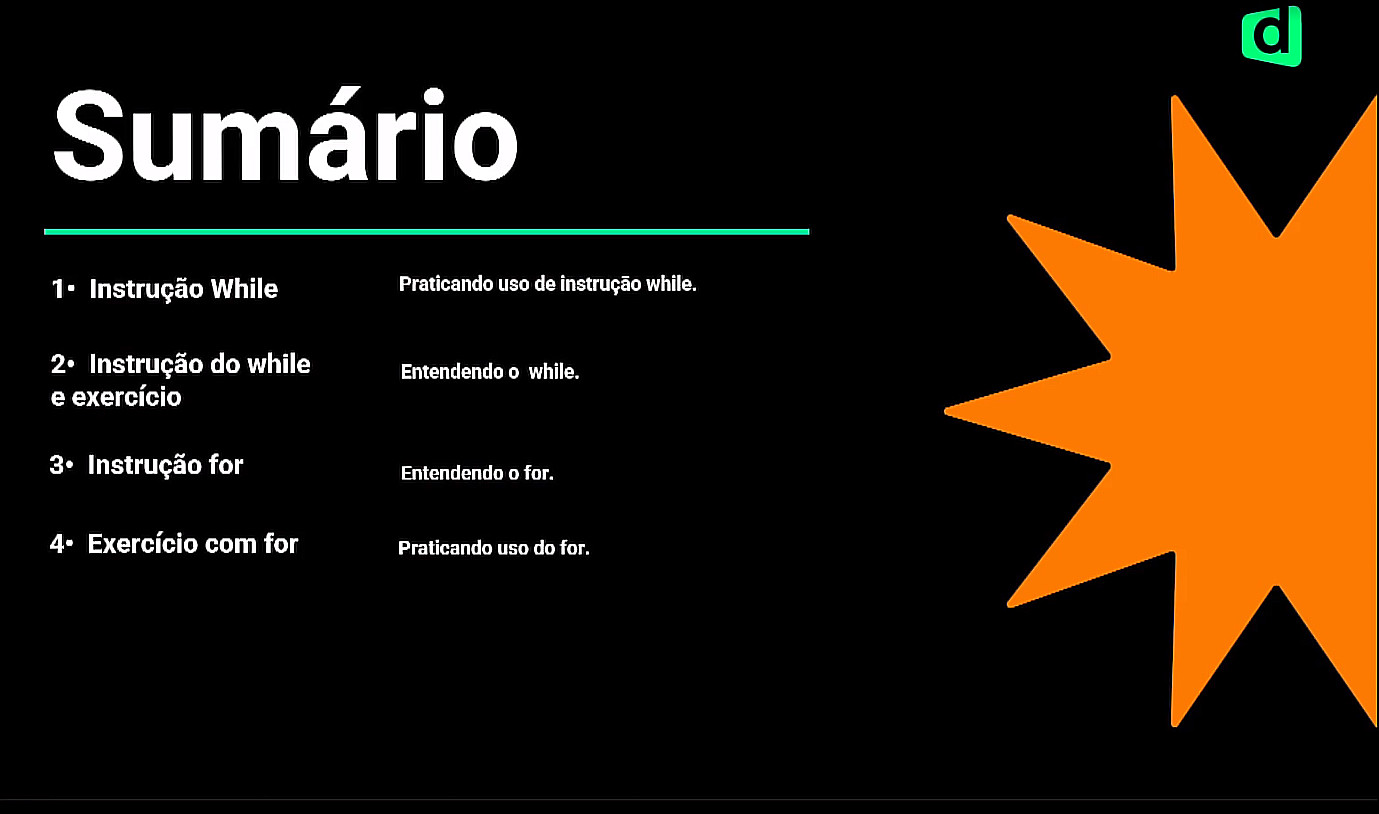 d
Sumário
1• Instrução While
Praticando uso de instrução while.
2• Instrução do while
e exercício
Entendendo o while.
3• Instrução for
Entendendo o for.
4• Exercício com for
Praticando uso do for.